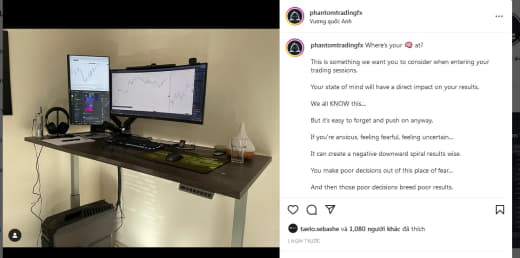 phantomtradingfx
Vương quốc Anh
phantomtradingfx Where's your 🧠 at?
This is something we want you to consider when entering your
trading sessions.
Your state of mind will have a direct impact on your results.
We all KNOW this...
But it's easy to forget and push on anyway.
If you're anxious, feeling fearful, feeling uncertain...
It can create a negative downward spiral results wise.
You make poor decisions out of this place of fear...
And then those poor decisions breed poor results.
taelo.sebashe và 1,080 người khác đã thích
1 NGÀY TRƯỚC